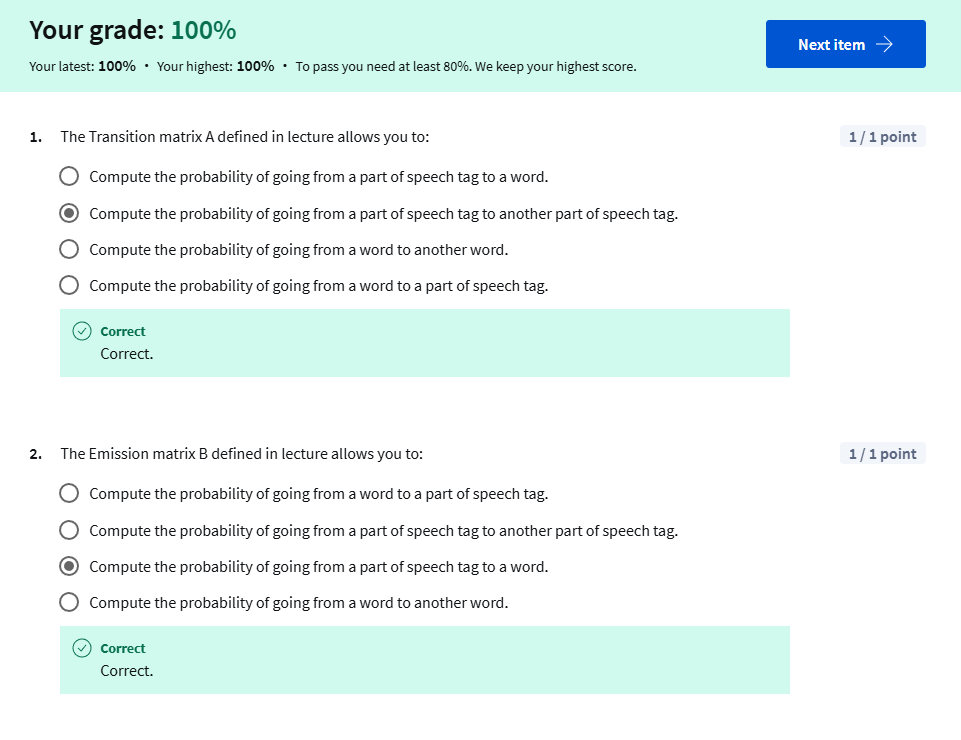 Your grade: 100%
Next item →
Your latest: 100% • Your highest: 100% • To pass you need at least 80%. We keep your highest score.
1. The Transition matrix A defined in lecture allows you to:
1 / 1 point
Compute the probability of going from a part of speech tag to a word.
Compute the probability of going from a part of speech tag to another part of speech tag.
Compute the probability of going from a word to another word.
Compute the probability of going from a word to a part of speech tag.
Correct
Correct.
2. The Emission matrix B defined in lecture allows you to:
1 / 1 point
Compute the probability of going from a word to a part of speech tag.
Compute the probability of going from a part of speech tag to another part of speech tag.
Compute the probability of going from a part of speech tag to a word.
Compute the probability of going from a word to another word.
Correct
Correct.